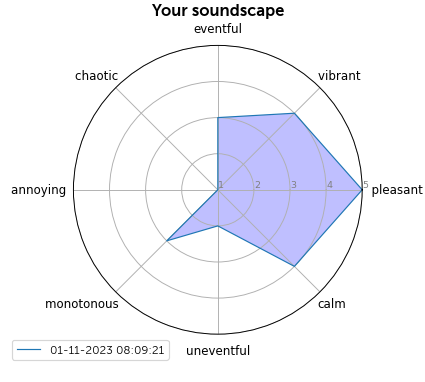 Your soundscape
eventful
chaotic
vibrant
annoying
1 2 3 4 5
pleasant
monotonous
calm
uneventful
01-11-2023 08:09:21